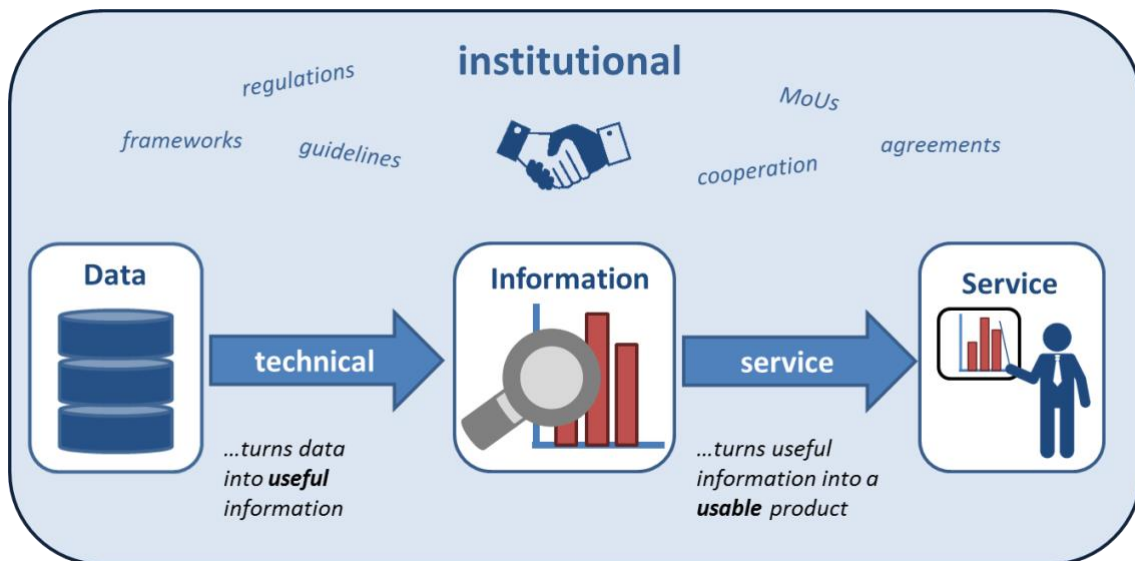 institutional
regulations
MoUs
frameworks
guidelines
agreements
cooperation
Data
Information
Service
technical
service
...turns data
into useful
information
...turns useful
information into a
usable product